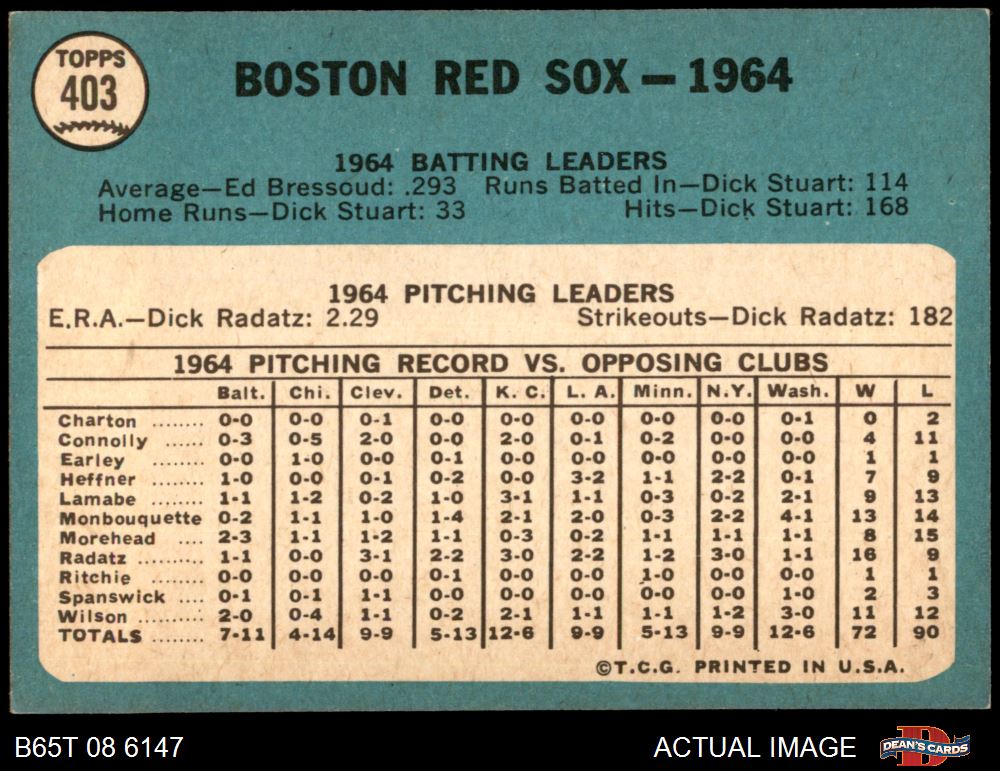 TOPPS
403
BOSTON RED SOX — 1964
1964 BATTING LEADERS
Average—Ed Bressoud: .293 Runs Batted In—Dick Stuart: 114
Home Runs—Dick Stuart: 33 Hits—Dick Stuart: 168
1964 PITCHING LEADERS
E.R.A.—Dick Radatz: 2.29 Strikeouts—Dick Radatz: 182
1964 PITCHING RECORD VS. OPPOSING CLUBS
Balt. Chi. Clev. Det. K. C. L. A. Minn. N.Y. Wash. W L
Charton ........ 0-0 0-0 0-1 0-0 0-0 0-0 0-0 0-0 0-1 0 2
Connolly ...... 0-3 0-5 2-0 0-0 2-0 0-1 0-2 0-0 0-0 4 11
Earley ........ 0-0 1-0 0-0 0-1 0-0 0-0 0-0 0-0 0-0 1 1
Heffner ........ 1-0 0-0 0-1 0-2 0-0 3-2 1-1 2-2 0-1 7 9
Lamabe ........ 1-1 1-2 0-2 1-0 3-1 1-1 0-3 0-2 2-1 9 13
Monbouquette 0-2 1-1 1-0 1-4 2-1 2-0 0-3 2-2 4-1 13 14
Morehead .... 2-3 1-1 1-2 1-1 0-3 0-2 1-1 1-1 1-1 8 15
Radatz .......... 1-1 0-0 3-1 2-2 3-0 2-2 1-2 3-0 1-1 16 9
Ritchie ........ 0-0 0-0 0-0 0-1 0-0 0-0 1-0 0-0 0-0 1 1
Spanswick .... 0-1 0-1 1-1 0-0 0-0 0-0 0-0 0-0 1-0 2 3
Wilson .......... 2-0 0-4 1-1 0-2 2-1 1-1 1-1 1-2 3-0 11 12
TOTALS ........ 7-11 4-14 9-9 5-13 12-6 9-9 5-13 9-9 12-6 72 90
©T.C.G. PRINTED IN U.S.A.
B65T 08 6147 ACTUAL IMAGE DEAN'S CARDS